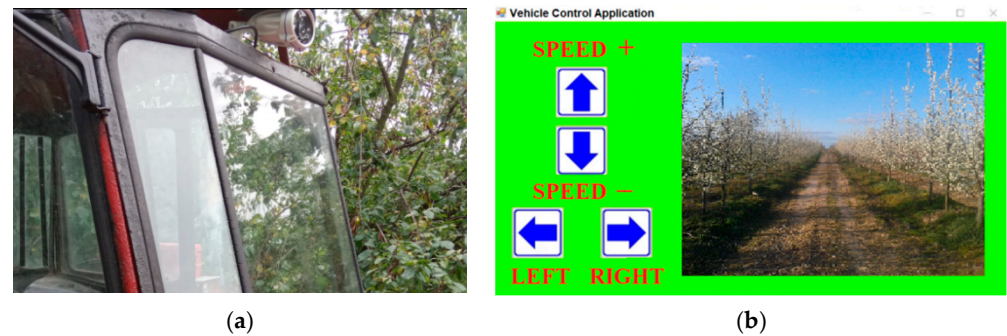 Vehicle Control Application
SPEED +
SPEED −
LEFT RIGHT
(a) (b)